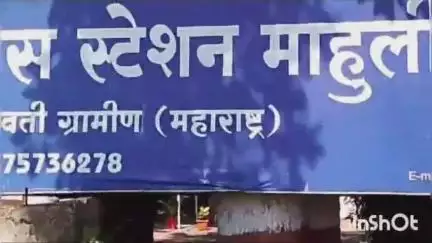 स स्टेशन माहुली
वती ग्रामीण (महाराष्ट्र)
75736278
E-m
InShOt